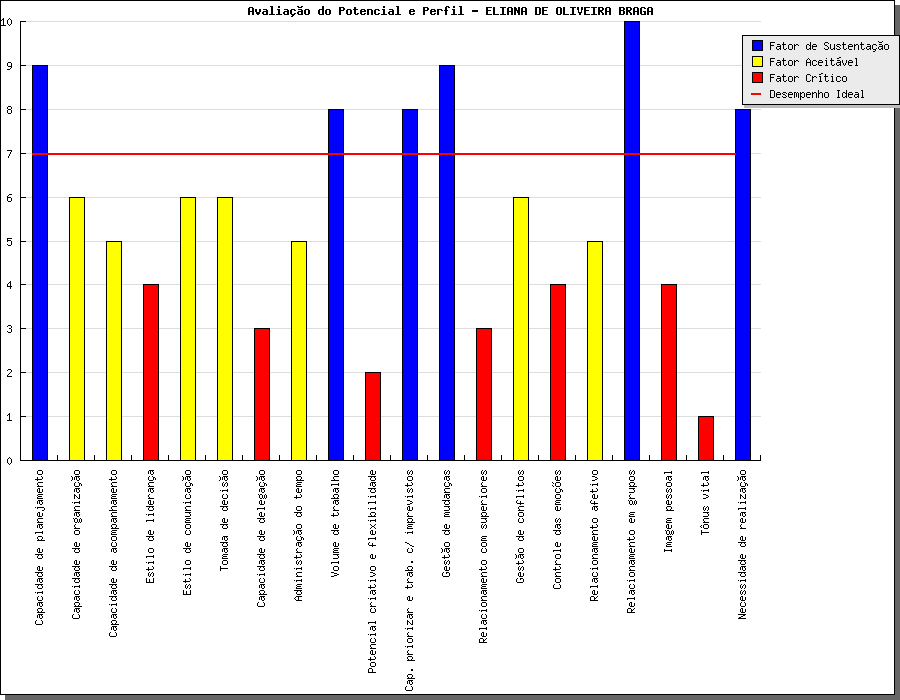 Avaliação do Potencial e Perfil - ELIANA DE OLIVEIRA BRAGA
Fator de Sustentação
Fator Aceitável
Fator Crítico
Desempenho Ideal
10
9
8
7
6
5
4
3
2
1
0
Capacidade de planejamento
Capacidade de organização
Capacidade de acompanhamento
Estilo de liderança
Estilo de comunicação
Tomada de decisão
Capacidade de delegação
Administração do tempo
Volume de trabalho
Potencial criativo e flexibilidade
Cap. priorizar e trab. c/ imprevistos
Gestão de mudanças
Relacionamento com superiores
Gestão de conflitos
Controle das emoções
Relacionamento afetivo
Relacionamento em grupos
Imagem pessoal
Tônus vital
Necessidade de realização